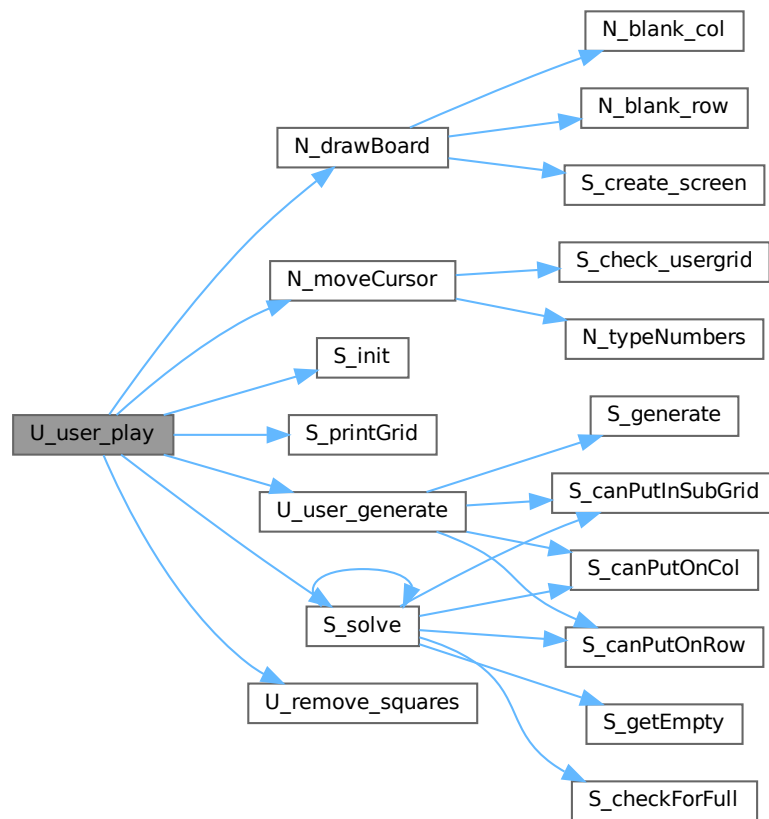 N_blank_col
N_blank_row
N_drawBoard
S_create_screen
S_check_usergrid
N_moveCursor
N_typeNumbers
S_init
S_generate
U_user_play
S_printGrid
S_canPutInSubGrid
U_user_generate
S_canPutOnCol
S_solve
S_canPutOnRow
U_remove_squares
S_getEmpty
S_checkForFull